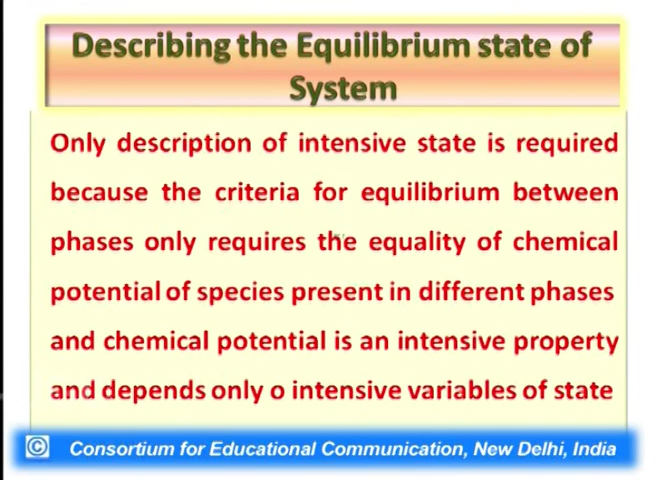 Describing the Equilibrium state of
System
Only description of intensive state is required
because the criteria for equilibrium between
phases only requires the equality of chemical
potential of species present in different phases
and chemical potential is an intensive property
and depends only o intensive variables of state
© Consortium for Educational Communication, New Delhi, India